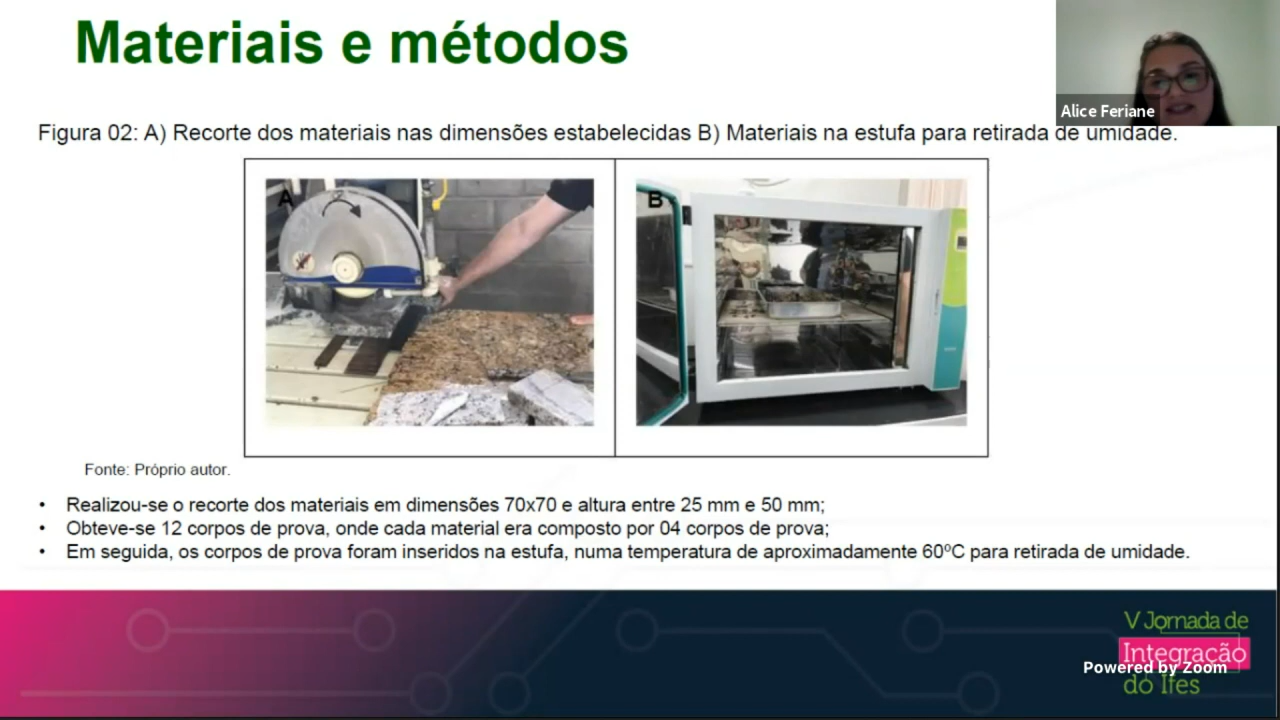 Materiais e métodos
Alice Feriane
Figura 02: A) Recorte dos materiais nas dimensões estabelecidas B) Materiais na estufa para retirada de umidade.
A
B
Fonte: Próprio autor.
• Realizou-se o recorte dos materiais em dimensões 70x70 e altura entre 25 mm e 50 mm;
• Obteve-se 12 corpos de prova, onde cada material era composto por 04 corpos de prova;
• Em seguida, os corpos de prova foram inseridos na estufa, numa temperatura de aproximadamente 60ºC para retirada de umidade.
V Jornada de
Integração
Powered by Zoom
do Ifes